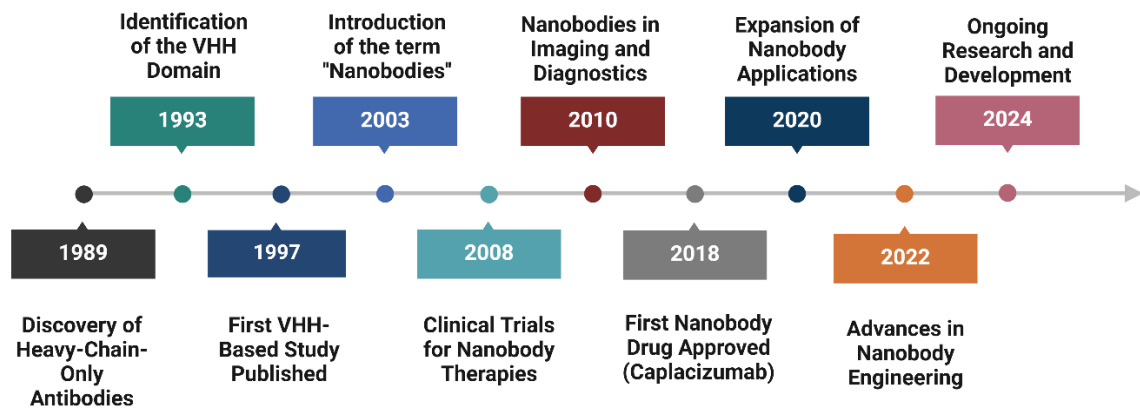 Identification
of the VHH
Domain
1993
Introduction
of the term
"Nanobodies"
2003
Nanobodies in
Imaging and
Diagnostics
2010
Expansion of
Nanobody
Applications
2020
Ongoing
Research and
Development
2024
1989
Discovery of
Heavy-Chain-
Only
Antibodies
1997
First VHH-
Based Study
Published
2008
Clinical Trials
for Nanobody
Therapies
2018
First Nanobody
Drug Approved
(Caplacizumab)
2022
Advances in
Nanobody
Engineering